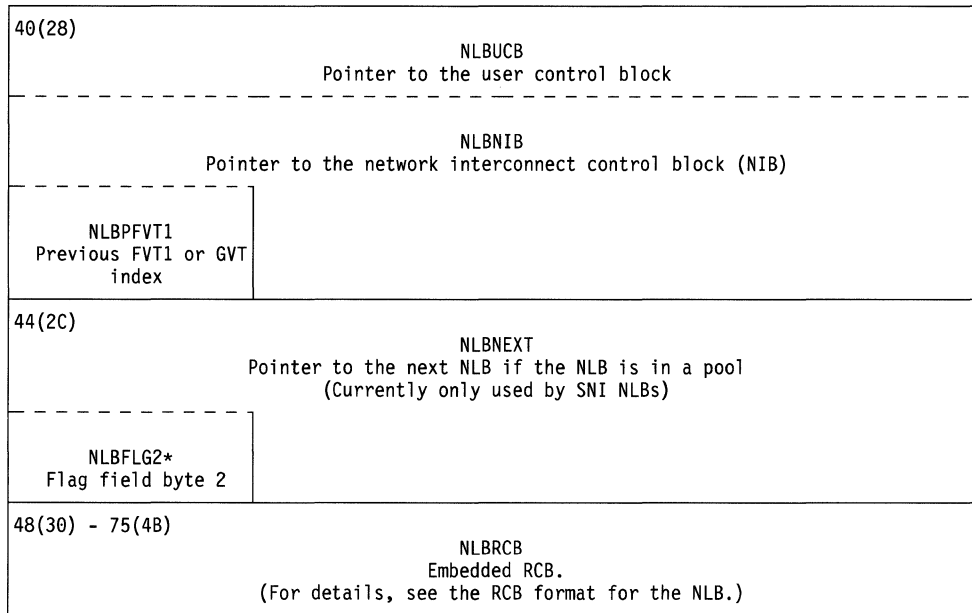 40(28)
NLBUCB
Pointer to the user control block
NLBNIB
Pointer to the network interconnect control block (NIB)
NLBPFVT1
Previous FVT1 or GVT
index
44(2C)
NLBNEXT
Pointer to the next NLB if the NLB is in a pool
(Currently only used by SNI NLBs)
NLBFLG2*
Flag field byte 2
48(30) - 75(4B)
NLBRCB
Embedded RCB.
(For details, see the RCB format for the NLB.)